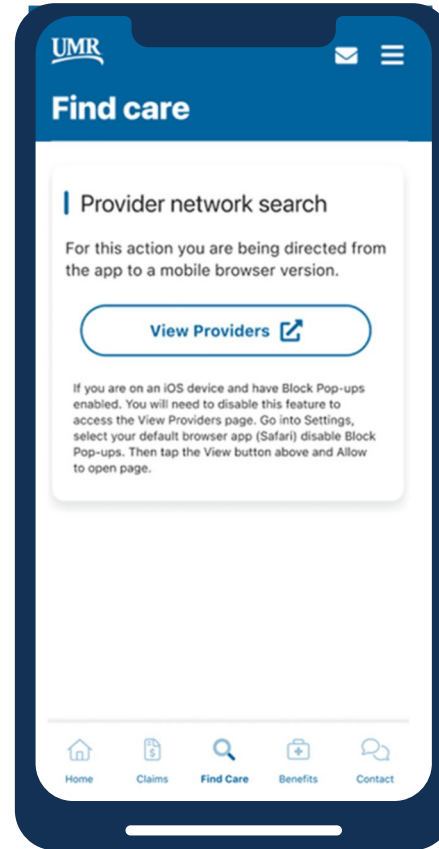 UMR
Find care
Provider network search
For this action you are being directed from
the app to a mobile browser version.
View Providers
If you are on an iOS device and have Block Pop-ups
enabled. You will need to disable this feature to
access the View Providers page. Go into Settings,
select your default browser app (Safari) disable Block
Pop-ups. Then tap the View button above and Allow
to open page.
Home Claims Find Care Benefits Contact